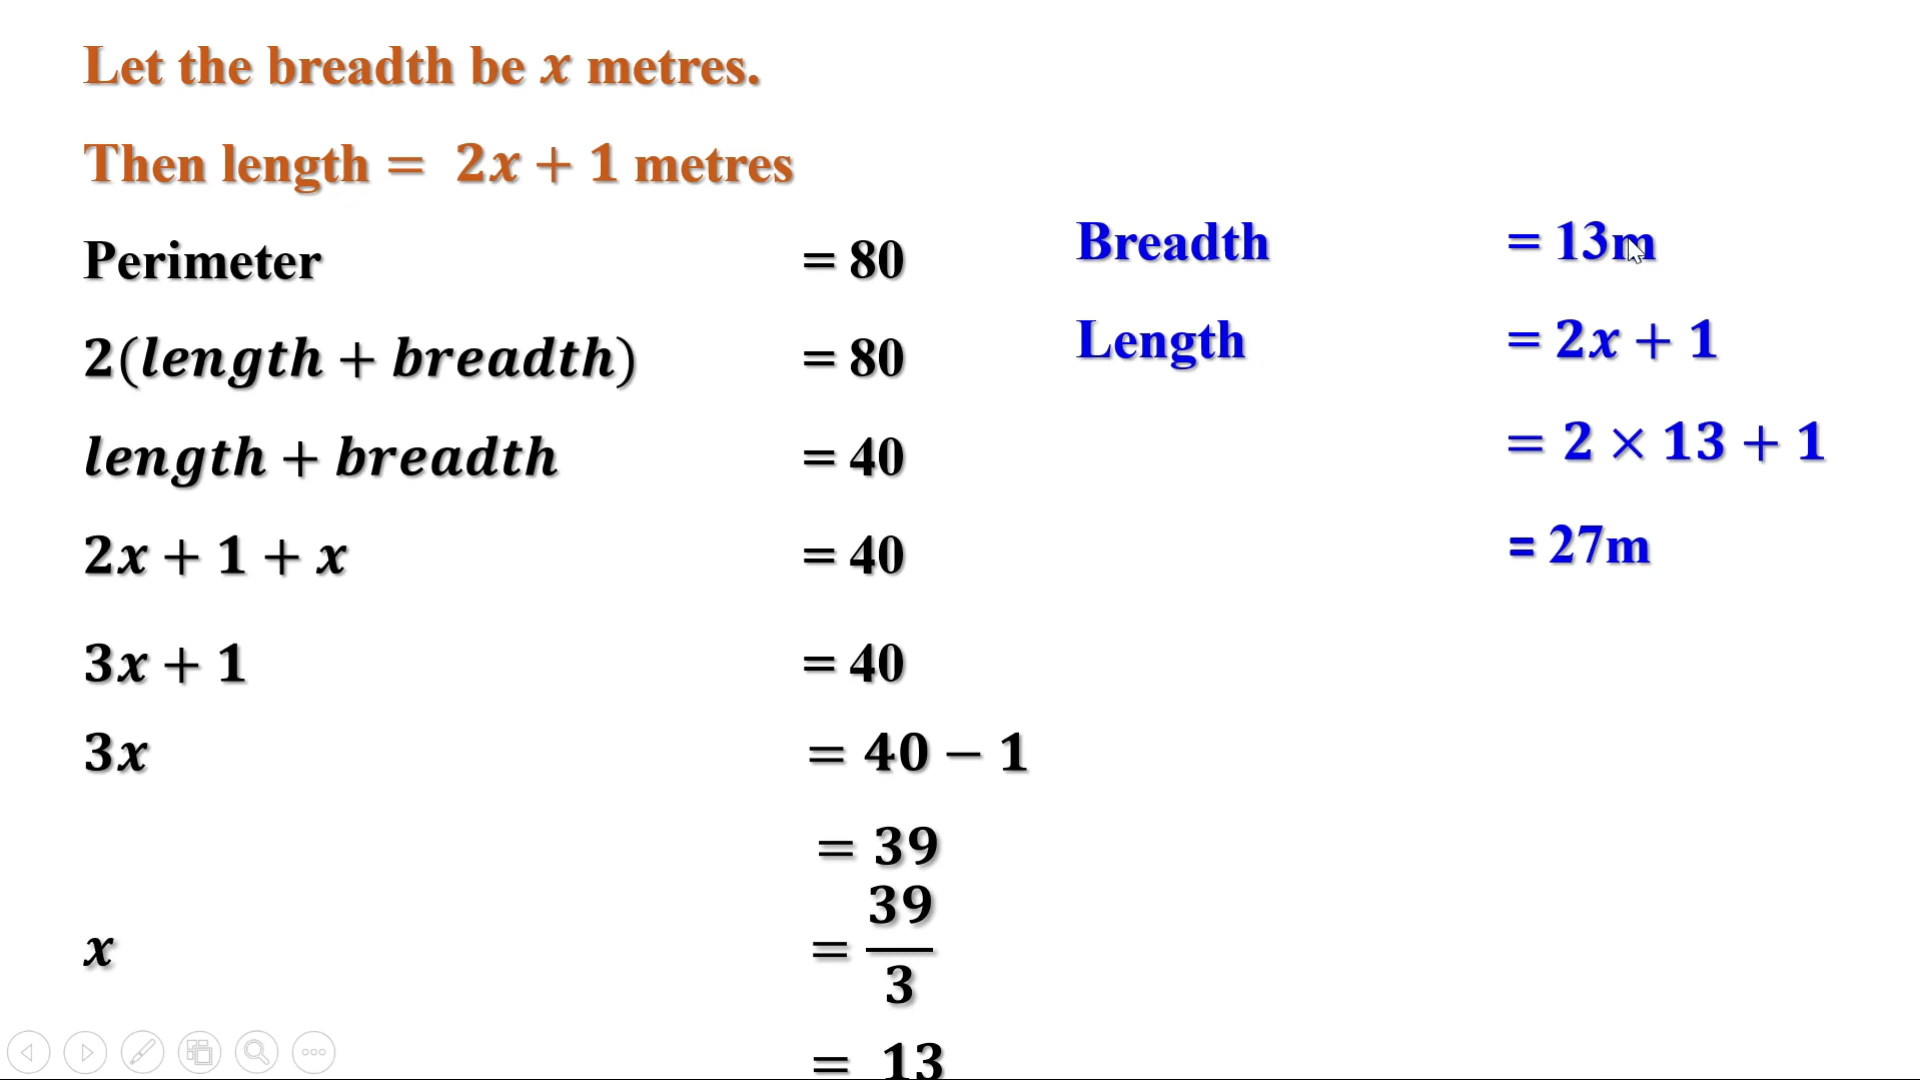 Let the breadth be x metres.
Then length = 2x + 1 metres
Perimeter = 80
2(length + breadth) = 80
length + breadth = 40
2x + 1 + x = 40
3x + 1 = 40
3x = 40 − 1
= 39
x = 39/3
= 13
Breadth = 13m
Length = 2x + 1
= 2 × 13 + 1
= 27m